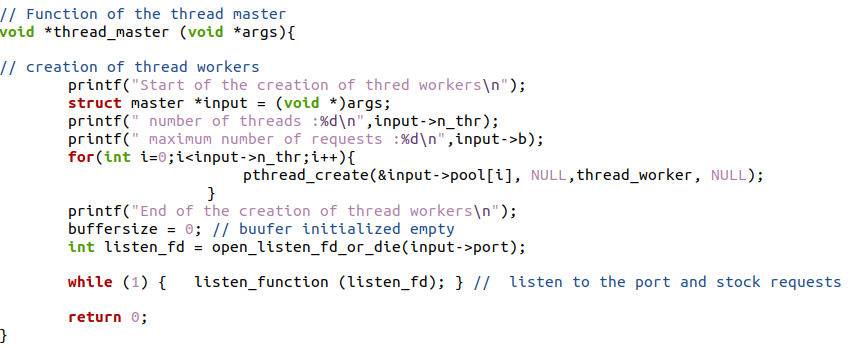 // Function of the thread master
void *thread_master (void *args){
// creation of thread workers
printf("Start of the creation of thred workers\n");
struct master *input = (void *)args;
printf(" number of threads :%d\n",input->n_thr);
printf(" maximum number of requests :%d\n",input->b);
for(int i=0;i<input->n_thr;i++){
pthread_create(&input->pool[i], NULL,thread_worker, NULL);
}
printf("End of the creation of thread workers\n");
buffersize = 0; // buufer initialized empty
int listen_fd = open_listen_fd_or_die(input->port);
while (1) {   listen_function (listen_fd); } //  listen to the port and stock requests
return 0;
}